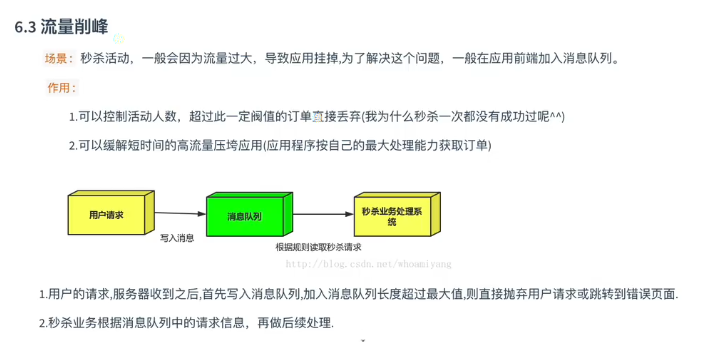 6.3 流量削峰
场景：秒杀活动，一般会因为流量过大，导致应用挂掉,为了解决这个问题，一般在应用前端加入消息队列。
作用：
1.可以控制活动人数，超过此一定阀值的订单直接丢弃(我为什么秒杀一次都没有成功过呢^^)
2.可以缓解短时间的高流量压垮应用(应用程序按自己的最大处理能力获取订单)
用户请求
写入消息
消息队列
根据规则读取秒杀请求
秒杀业务处理系
统
http://blog.csdn.net/whoamiyang
1.用户的请求,服务器收到之后,首先写入消息队列,加入消息队列长度超过最大值,则直接抛弃用户请求或跳转到错误页面.
2.秒杀业务根据消息队列中的请求信息，再做后续处理.